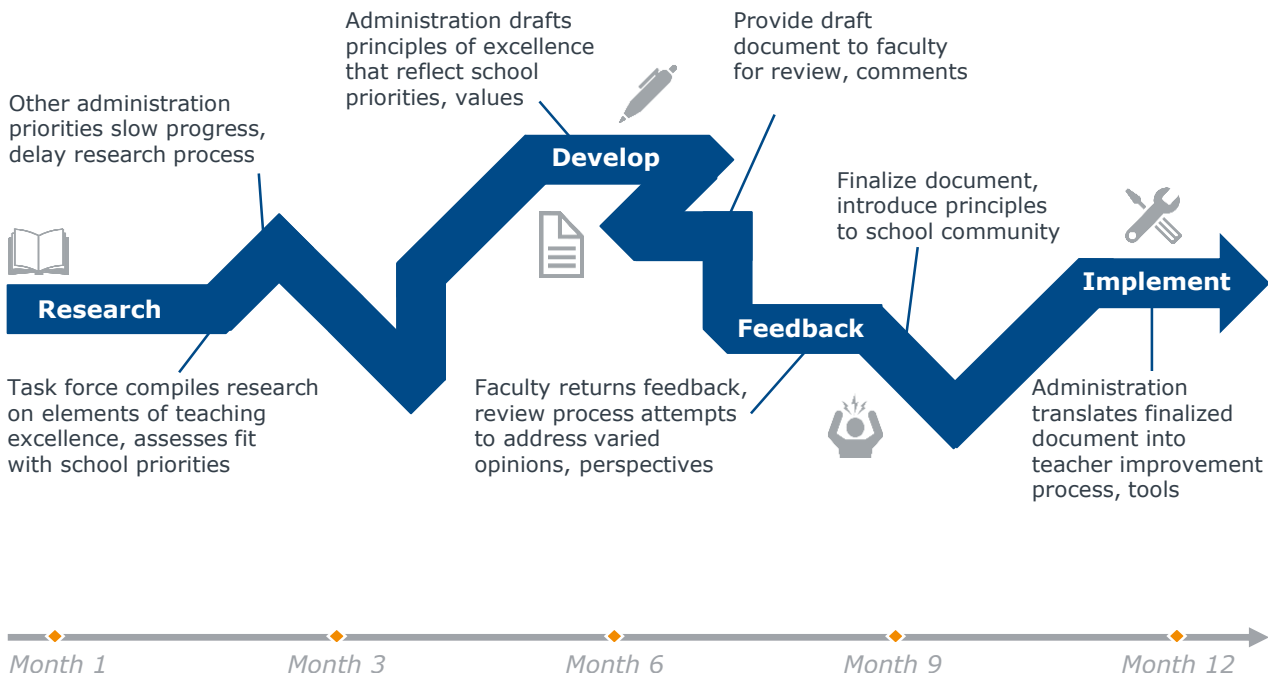 Administration drafts
principles of excellence
that reflect school
priorities, values
Provide draft
document to faculty
for review, comments
Other administration
priorities slow progress,
delay research process
Develop
Finalize document,
introduce principles
to school community
Research
Implement
Feedback
Task force compiles research
on elements of teaching
excellence, assesses fit
with school priorities
Faculty returns feedback,
review process attempts
to address varied
opinions, perspectives
Administration
translates finalized
document into
teacher improvement
process, tools
Month 1
Month 3
Month 6
Month 9
Month 12